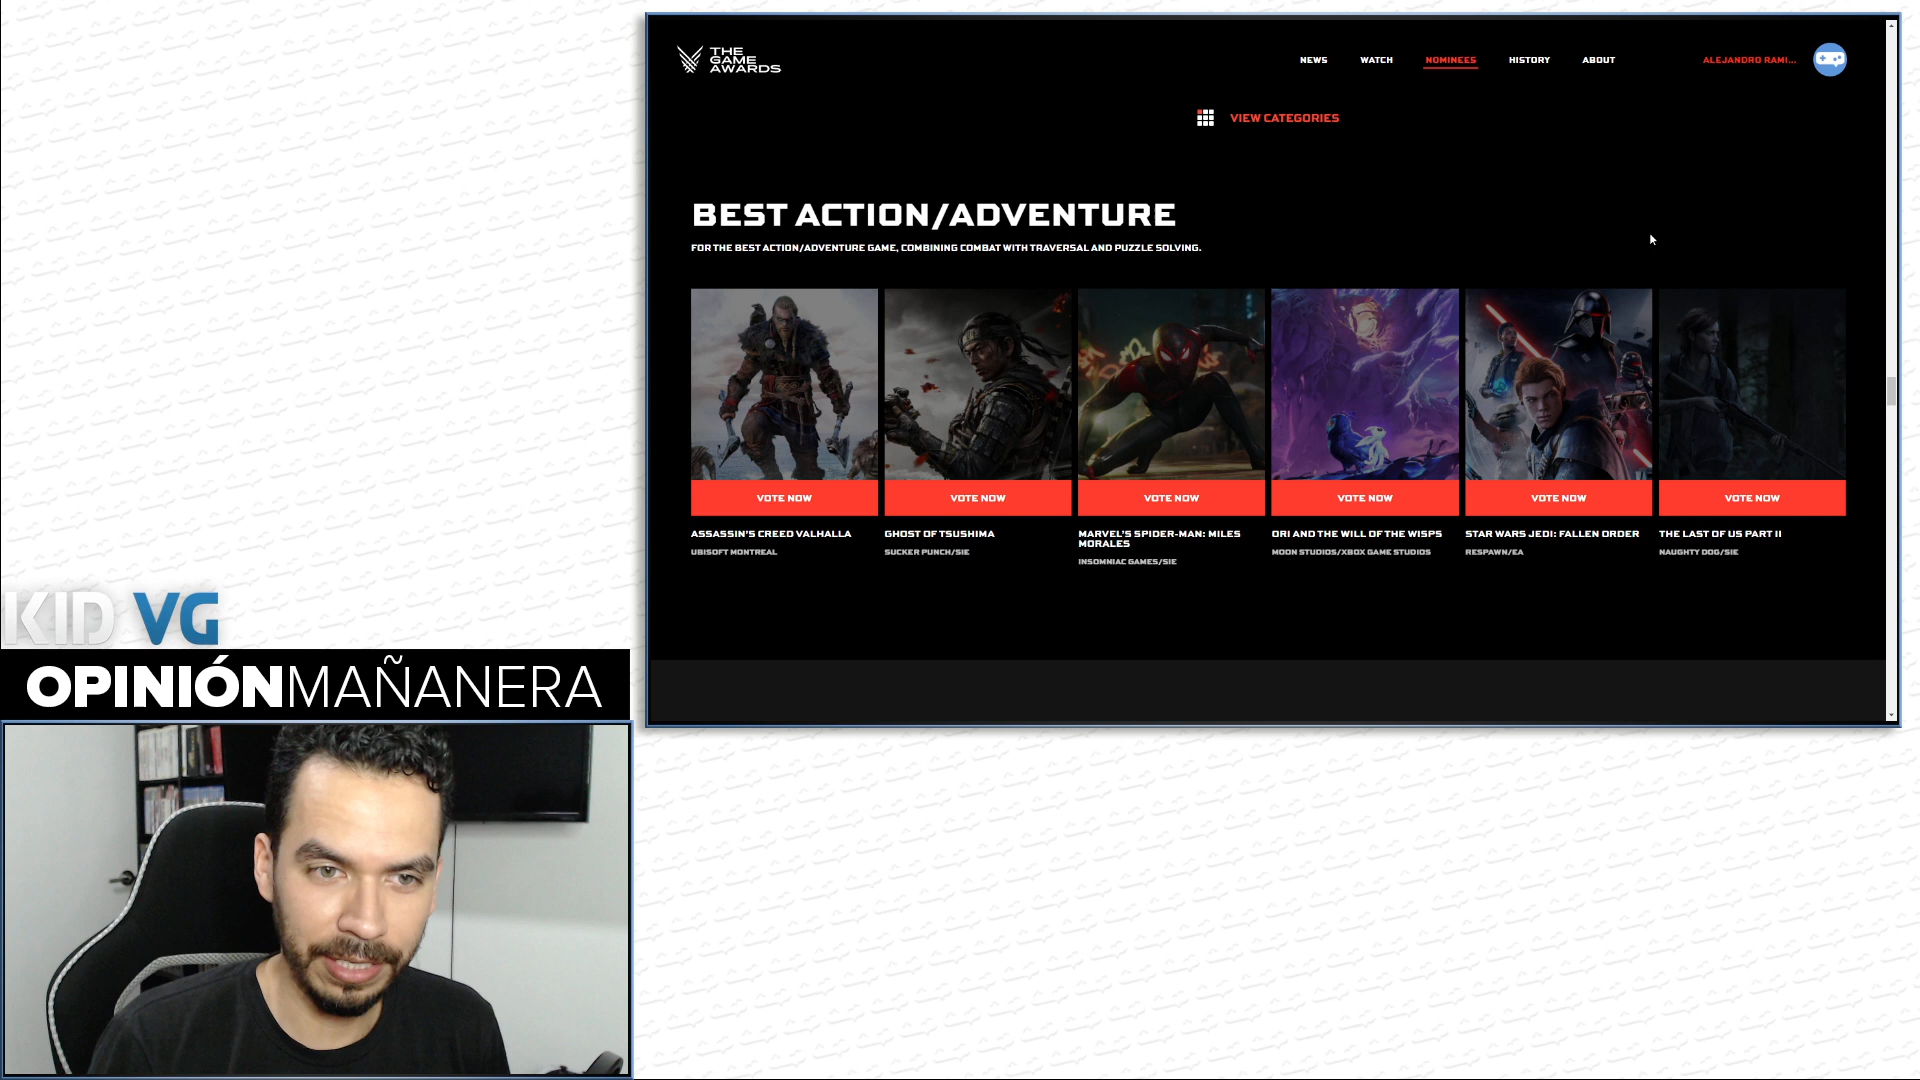 THE
GAME
AWARDS
NEWS
WATCH
NOMINEES
HISTORY
ABOUT
ALEJANDRO RAMI...
VIEW CATEGORIES
BEST ACTION/ADVENTURE
FOR THE BEST ACTION/ADVENTURE GAME, COMBINING COMBAT WITH TRAVERSAL AND PUZZLE SOLVING.
VOTE NOW
ASSASSIN'S CREED VALHALLA
UBISOFT MONTREAL
VOTE NOW
GHOST OF TSUSHIMA
SUCKER PUNCH/SIE
VOTE NOW
MARVEL'S SPIDER-MAN: MILES
MORALES
INSOMNIAC GAMES/SIE
VOTE NOW
ORI AND THE WILL OF THE WISPS
MOON STUDIOS/XBOX GAME STUDIOS
VOTE NOW
STAR WARS JEDI: FALLEN ORDER
RESPAWN/EA
VOTE NOW
THE LAST OF US PART II
NAUGHTY DOG/SIE
KID VG
OPINIÓN MAÑANERA